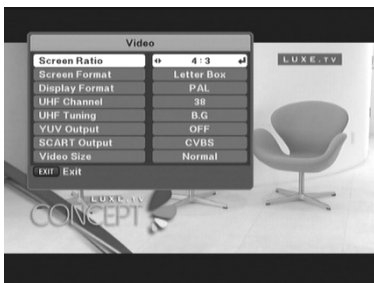 Video
Screen Ratio 4:3
Screen Format Letter Box
Display Format PAL
UHF Channel 38
UHF Tuning B.G
YUV Output OFF
SCART Output CVBS
Video Size Normal
EXIT Exit
LUXE.TV
LUXE.TV
CONCEPT